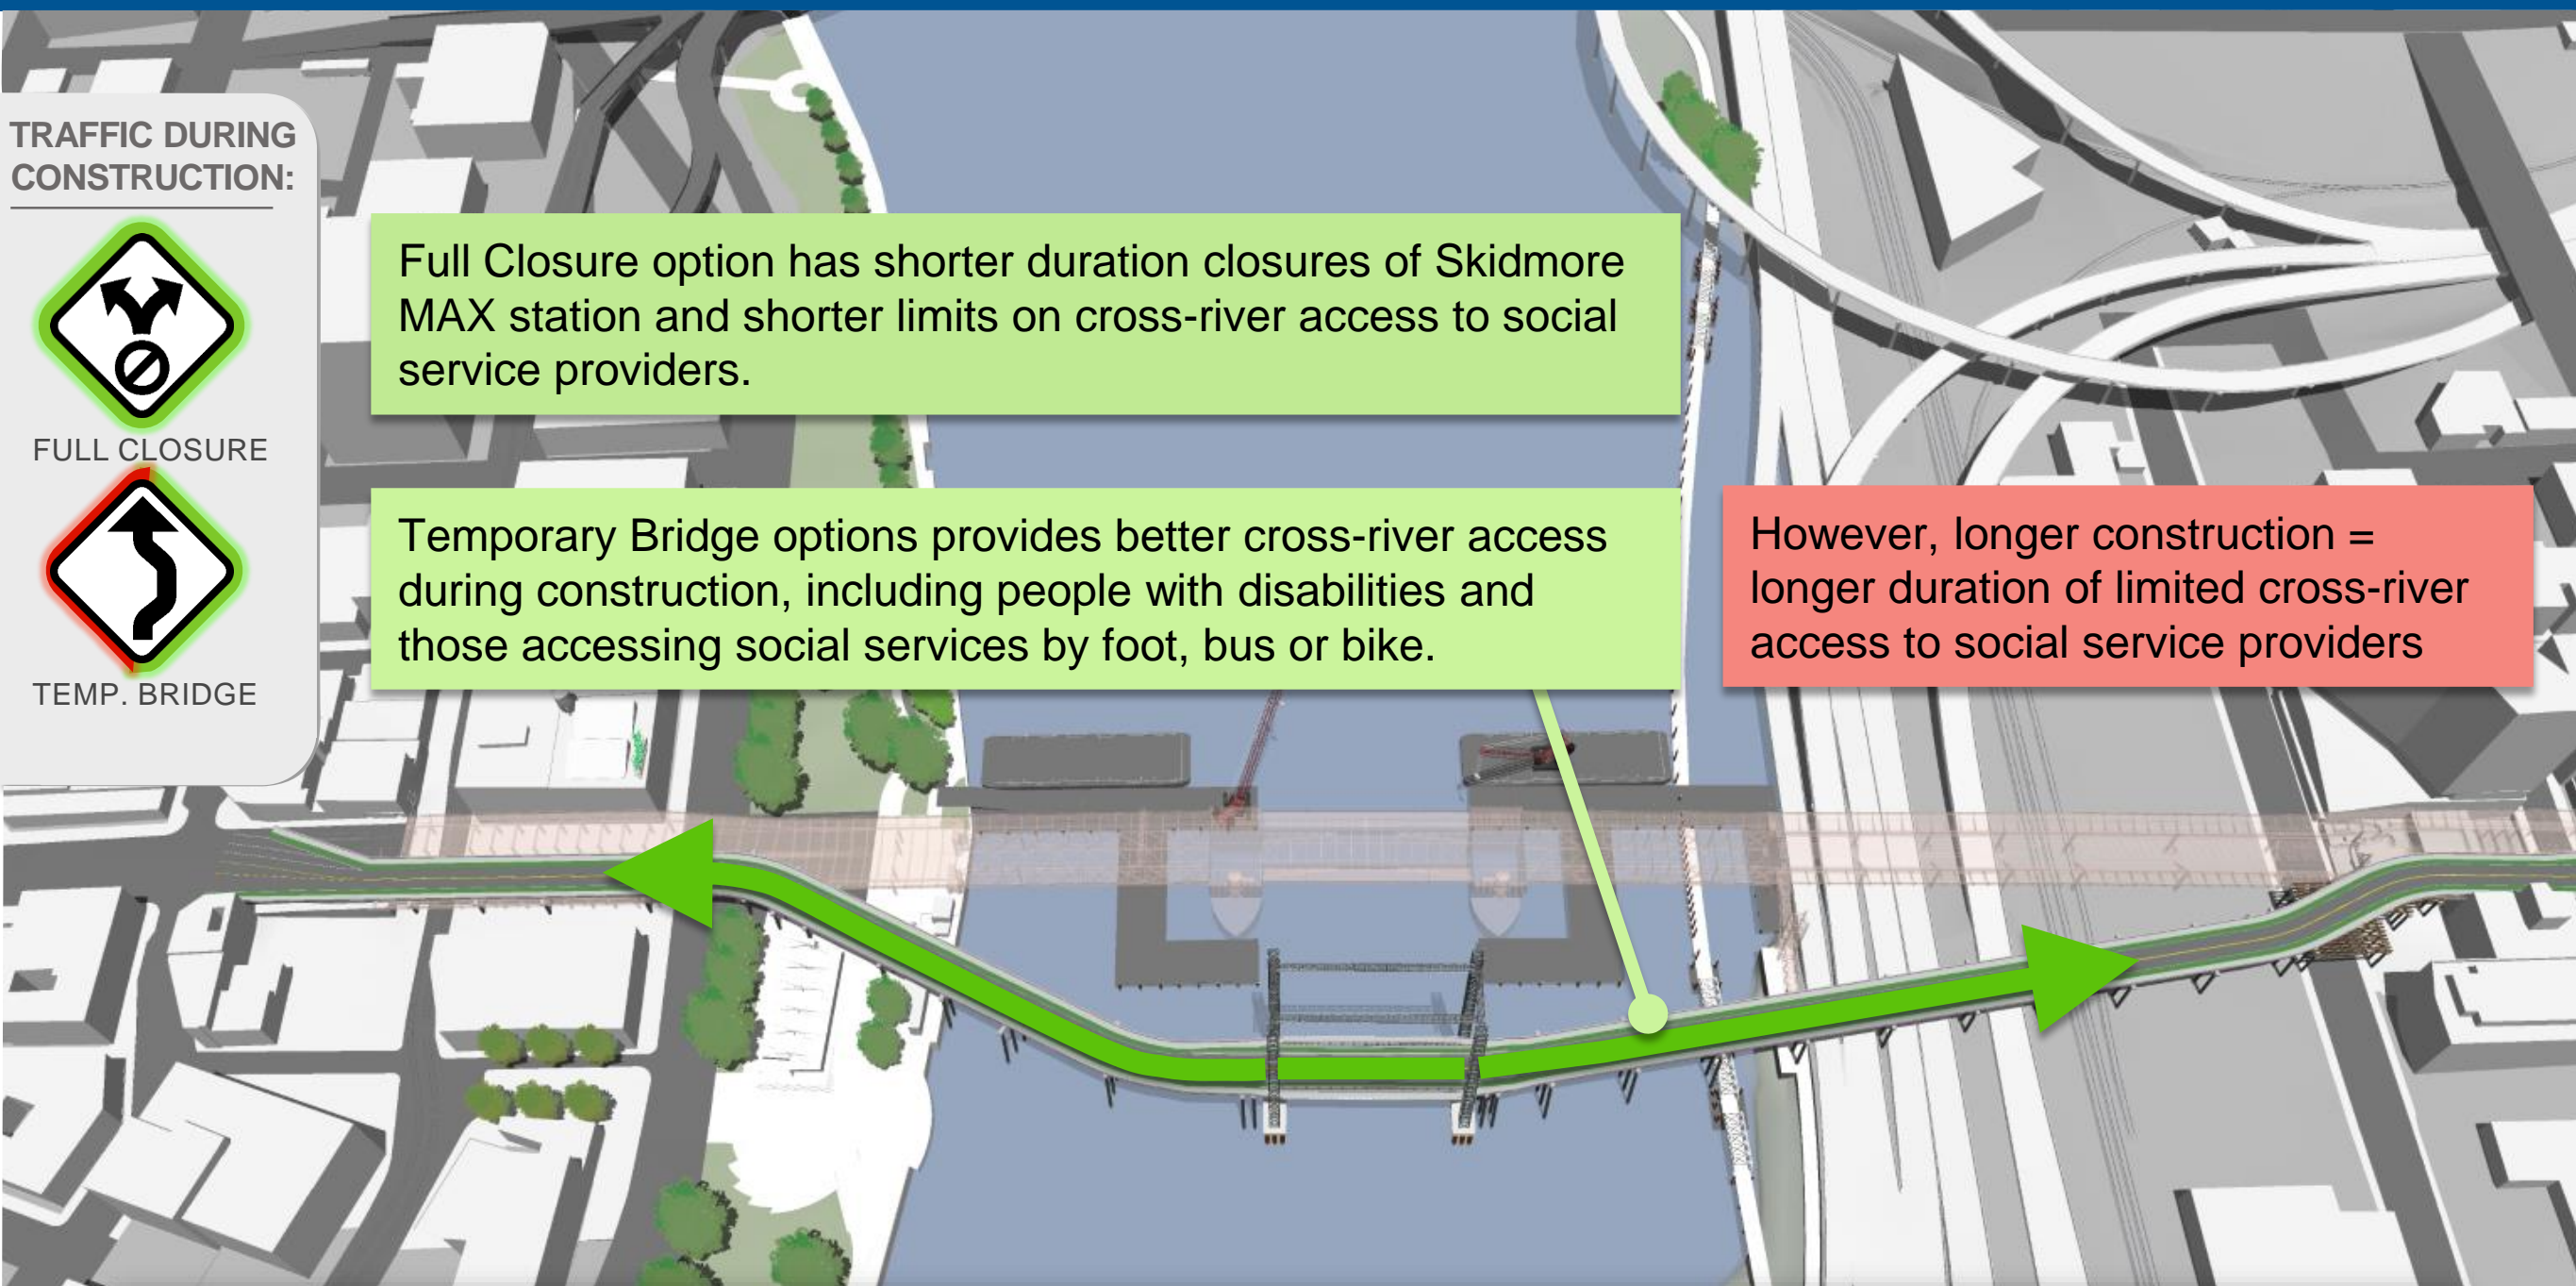 TRAFFIC DURING
CONSTRUCTION:
FULL CLOSURE
TEMP. BRIDGE
Full Closure option has shorter duration closures of Skidmore
MAX station and shorter limits on cross-river access to social
service providers.
Temporary Bridge options provides better cross-river access
during construction, including people with disabilities and
those accessing social services by foot, bus or bike.
However, longer construction =
longer duration of limited cross-river
access to social service providers